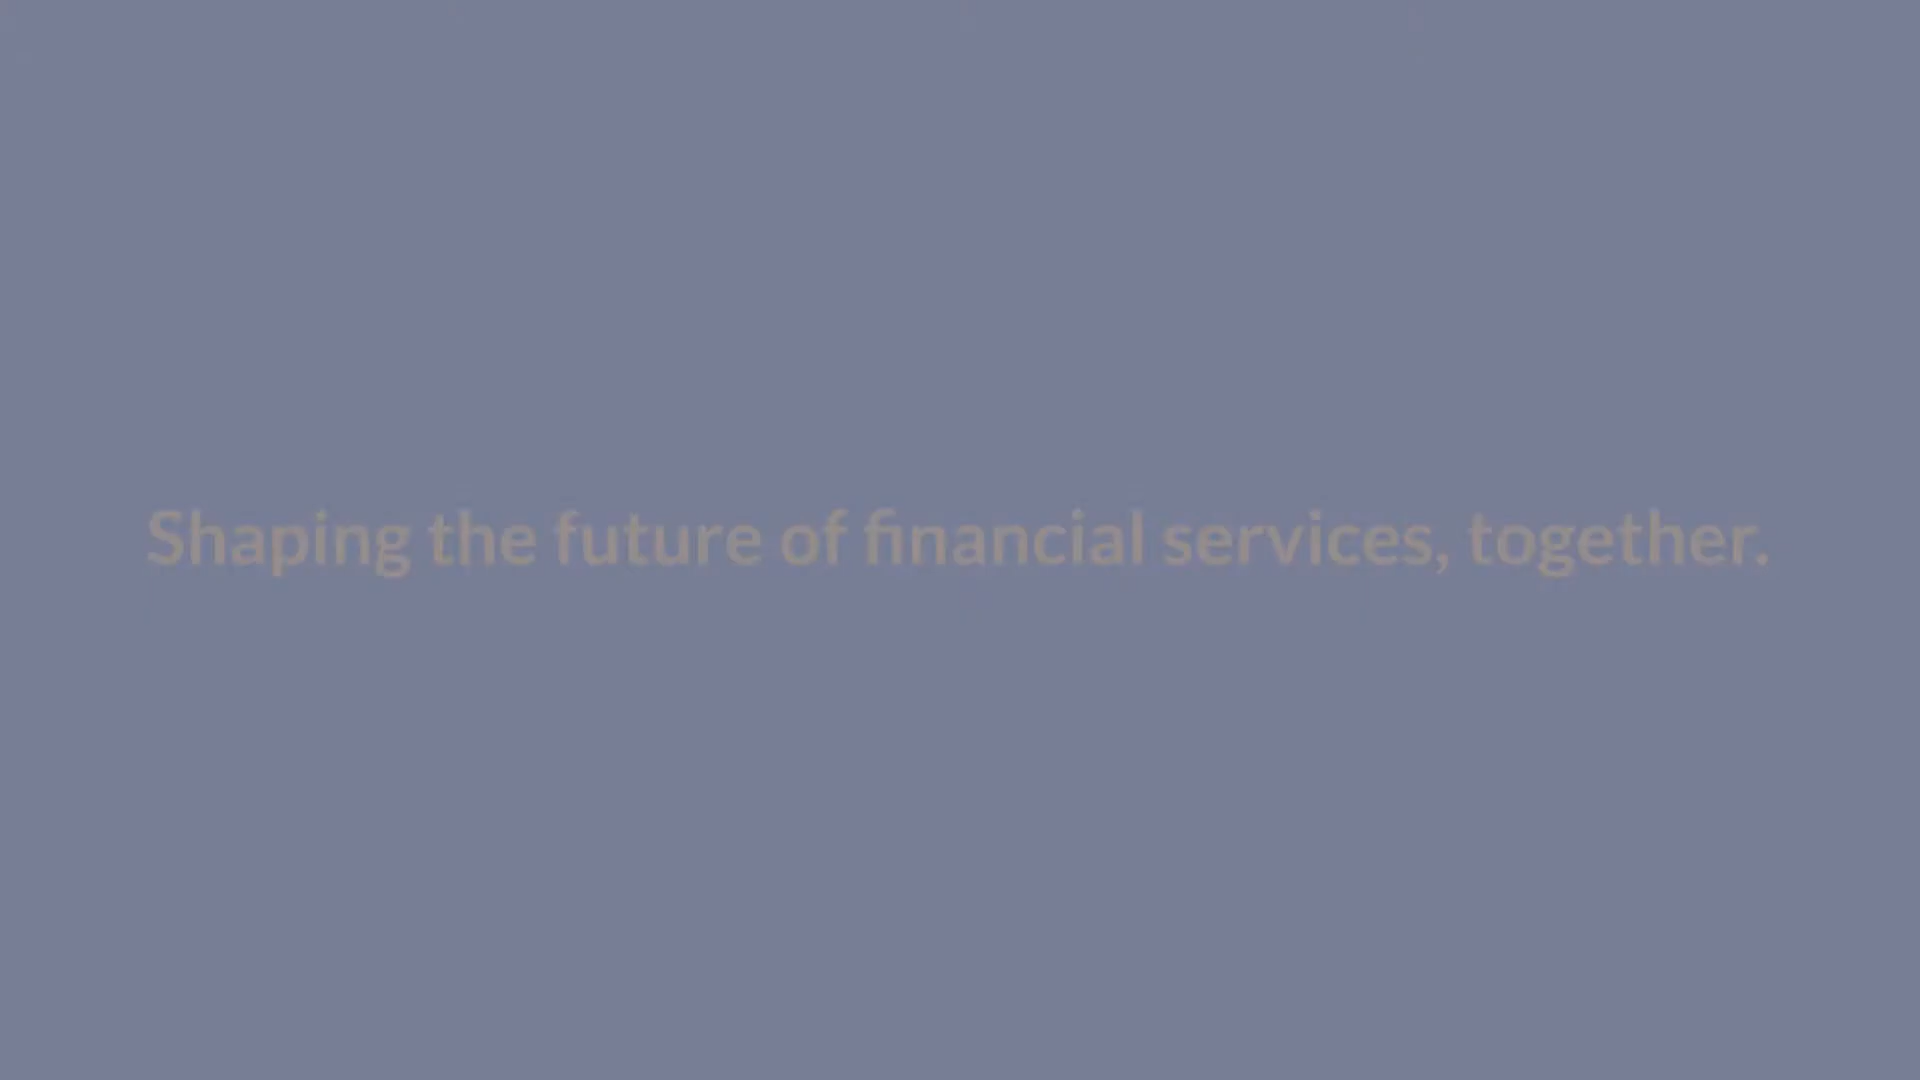 Shaping the future of financial services, together.